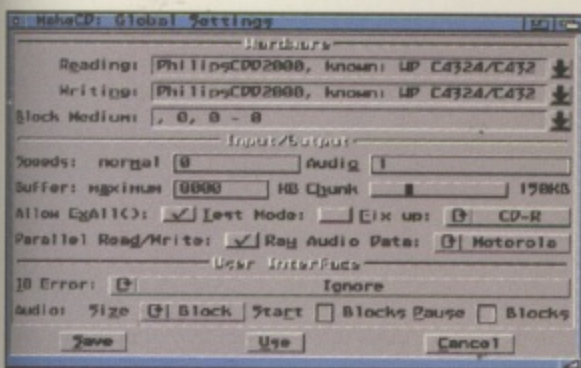 MakeCD: Global Settings
Hardware
Reading: PhilipsCDD2000, known: HP C4324/C432
Writing: PhilipsCDD2000, known: HP C4324/C432
Block Medium: , 0, 0 - 0
Input/Output
Speeds: normal 0 Audio 1
Buffer: maximum 0000 KB Chunk 150KB
Allow ExAll(): Test Mode: Fix up: CD-R
Parallel Read/Write: Raw Audio Data: Motorola
User Interface
IO Error: Ignore
Audio: Size Block Start Blocks Pause Blocks
Save Use Cancel